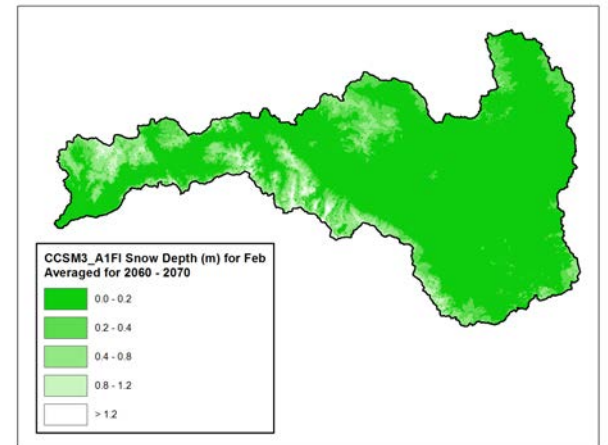 CCSM3_A1FI Snow Depth (m) for Feb
Averaged for 2060 - 2070
0.0 - 0.2
0.2 - 0.4
0.4 - 0.8
0.8 - 1.2
> 1.2